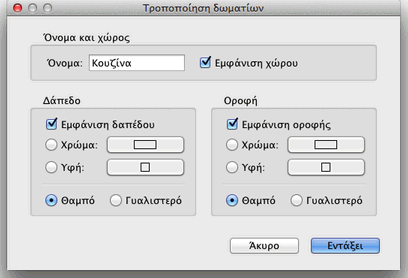 Τροποποίηση δωματίων
Όνομα και χώρος
Όνομα: Κουζίνα Εμφάνιση χώρου
Δάπεδο
Εμφάνιση δαπέδου
Χρώμα:
Υφή:
Θαμπό Γυαλιστερό
Οροφή
Εμφάνιση οροφής
Χρώμα:
Υφή:
Θαμπό Γυαλιστερό
Άκυρο Εντάξει